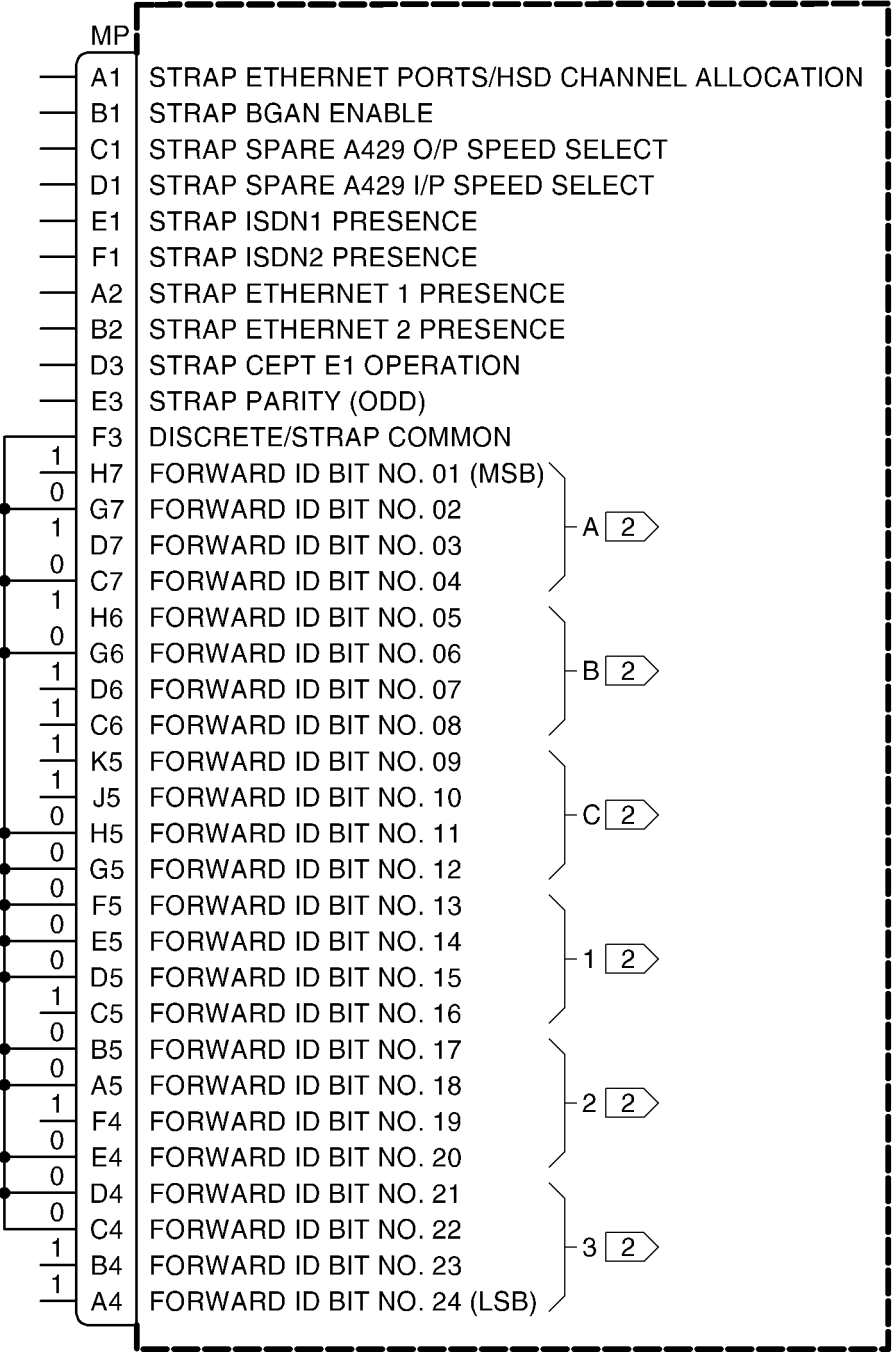 MP
A1 STRAP ETHERNET PORTS/HSD CHANNEL ALLOCATION
B1 STRAP BGAN ENABLE
C1 STRAP SPARE A429 O/P SPEED SELECT
D1 STRAP SPARE A429 I/P SPEED SELECT
E1 STRAP ISDN1 PRESENCE
F1 STRAP ISDN2 PRESENCE
A2 STRAP ETHERNET 1 PRESENCE
B2 STRAP ETHERNET 2 PRESENCE
D3 STRAP CEPT E1 OPERATION
E3 STRAP PARITY (ODD)
F3 DISCRETE/STRAP COMMON
1 H7 FORWARD ID BIT NO. 01 (MSB)
0 G7 FORWARD ID BIT NO. 02
A 2
1 D7 FORWARD ID BIT NO. 03
0 C7 FORWARD ID BIT NO. 04
1 H6 FORWARD ID BIT NO. 05
0 G6 FORWARD ID BIT NO. 06
B 2
1 D6 FORWARD ID BIT NO. 07
1 C6 FORWARD ID BIT NO. 08
1 K5 FORWARD ID BIT NO. 09
1 J5 FORWARD ID BIT NO. 10
C 2
0 H5 FORWARD ID BIT NO. 11
0 G5 FORWARD ID BIT NO. 12
0 F5 FORWARD ID BIT NO. 13
0 E5 FORWARD ID BIT NO. 14
1 2
0 D5 FORWARD ID BIT NO. 15
1 C5 FORWARD ID BIT NO. 16
0 B5 FORWARD ID BIT NO. 17
0 A5 FORWARD ID BIT NO. 18
2 2
1 F4 FORWARD ID BIT NO. 19
0 E4 FORWARD ID BIT NO. 20
0 D4 FORWARD ID BIT NO. 21
0 C4 FORWARD ID BIT NO. 22
3 2
1 B4 FORWARD ID BIT NO. 23
1 A4 FORWARD ID BIT NO. 24 (LSB)